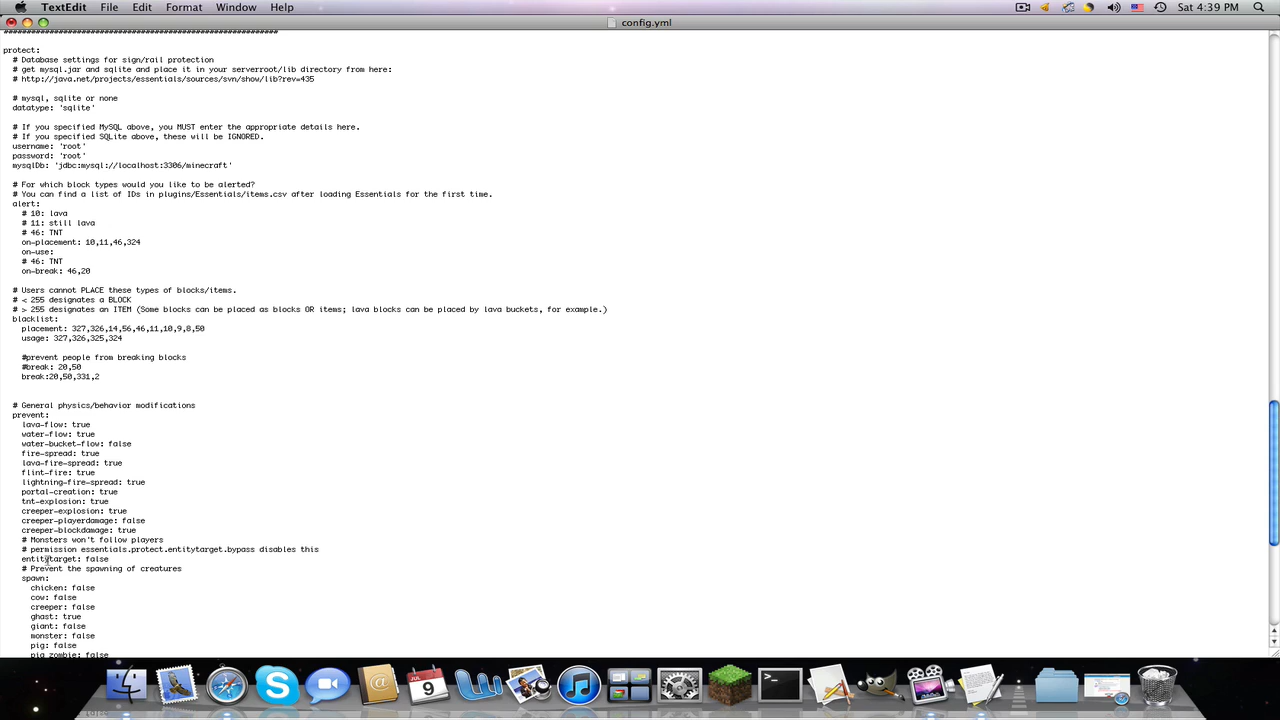 TextEdit File Edit Format Window Help Sat 4:39 PM
config.yml
############################################################
protect:
# Database settings for sign/rail protection
# get mysql.jar and sqlite and place it in your serverroot/lib directory from here:
# http://java.net/projects/essentials/sources/svn/show/lib?rev=435
# mysql, sqlite or none
datatype: 'sqlite'
# If you specified MySQL above, you MUST enter the appropriate details here.
# If you specified SQLite above, these will be IGNORED.
username: 'root'
password: 'root'
mysqlDb: 'jdbc:mysql://localhost:3306/minecraft'
# For which block types would you like to be alerted?
# You can find a list of IDs in plugins/Essentials/items.csv after loading Essentials for the first time.
alert:
# 10: lava
# 11: still lava
# 46: TNT
on-placement: 10,11,46,324
on-use:
# 46: TNT
on-break: 46,20
# Users cannot PLACE these types of blocks/items.
# < 255 designates a BLOCK
# > 255 designates an ITEM (Some blocks can be placed as blocks OR items; lava blocks can be placed by lava buckets, for example.)
blacklist:
placement: 327,326,14,56,46,11,10,9,8,50
usage: 327,326,325,324
#prevent people from breaking blocks
#break: 20,50
break:20,50,331,2
# General physics/behavior modifications
prevent:
lava-flow: true
water-flow: true
water-bucket-flow: false
fire-spread: true
lava-fire-spread: true
flint-fire: true
lightning-fire-spread: true
portal-creation: true
tnt-explosion: true
creeper-explosion: true
creeper-playerdamage: false
creeper-blockdamage: true
# Monsters won't follow players
# permission essentials.protect.entitytarget.bypass disables this
entitytarget: false
# Prevent the spawning of creatures
spawn:
chicken: false
cow: false
creeper: false
ghast: true
giant: false
monster: false
pig: false
pig_zombie: false
JUL
9